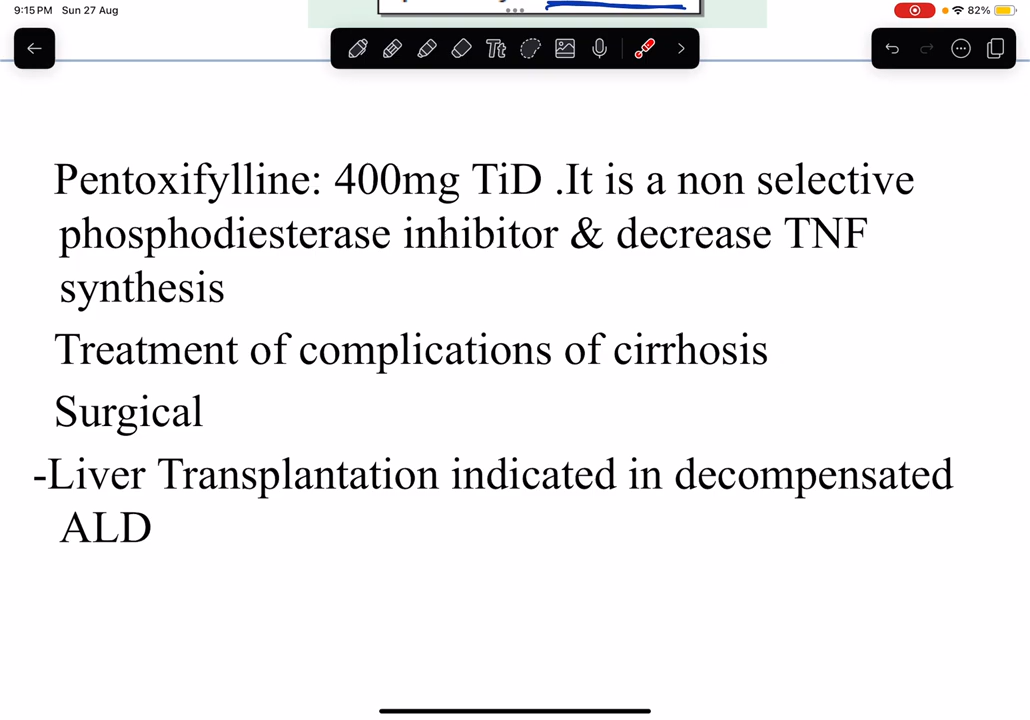 9:15 PM Sun 27 Aug
82%
Tt
Pentoxifylline: 400mg TiD .It is a non selective
phosphodiesterase inhibitor & decrease TNF
synthesis
Treatment of complications of cirrhosis
Surgical
-Liver Transplantation indicated in decompensated
ALD